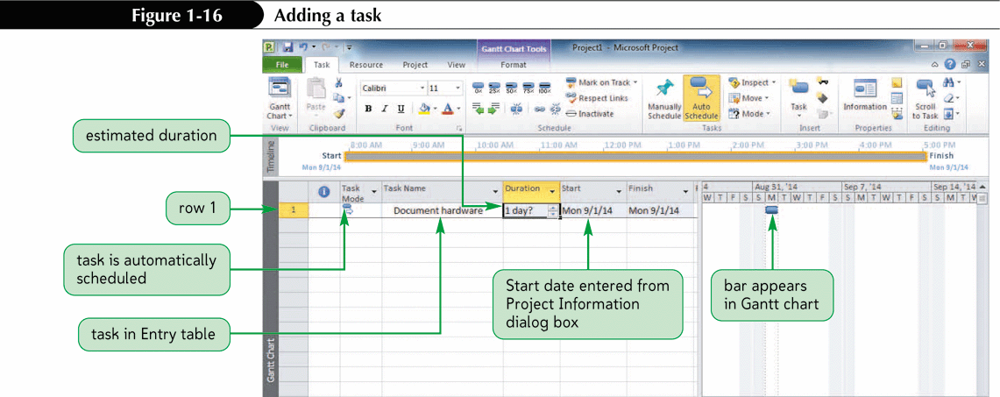 Figure 1-16 Adding a task
Gantt Chart Tools Project1 - Microsoft Project
File Task Resource Project View Format
Calibri 11 0× 25× 50× 75× 100× Mark on Track Inspect
Respect Links Move
Gantt Chart Paste B I U A Inactivate Manually Schedule Auto Schedule Mode Task Information Scroll to Task
View Clipboard Font Schedule Tasks Insert Properties Editing
estimated duration
Timeline
8:00 AM 9:00 AM 10:00 AM 11:00 AM 12:00 PM 1:00 PM 2:00 PM 3:00 PM 4:00 PM 5:00 PM
Start Finish
Mon 9/1/14 Mon 9/1/14
Task Mode Task Name Duration Start Finish 4 Aug 31, '14 Sep 7, '14 Sep 14, '14
W T F S S M T W T F S S M T W T F S S M T W
row 1
1 Document hardware 1 day? Mon 9/1/14 Mon 9/1/14
task is automatically
scheduled
Start date entered from
Project Information
dialog box
bar appears
in Gantt chart
task in Entry table
Gantt Chart